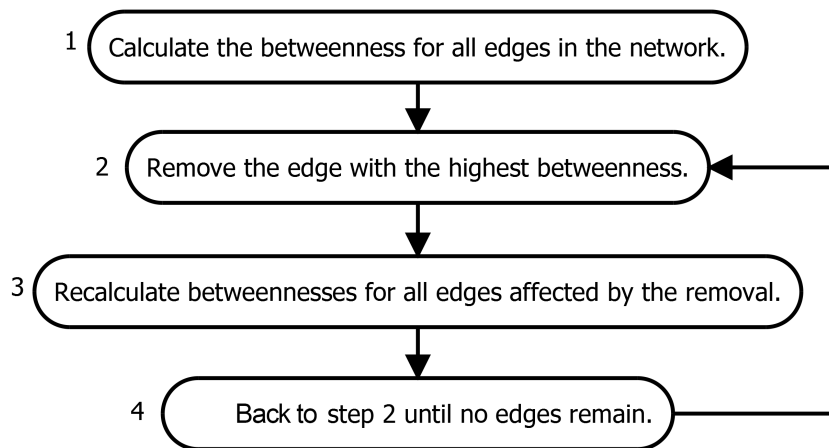 1 Calculate the betweenness for all edges in the network.
2 Remove the edge with the highest betweenness.
3 Recalculate betweennesses for all edges affected by the removal.
4 Back to step 2 until no edges remain.